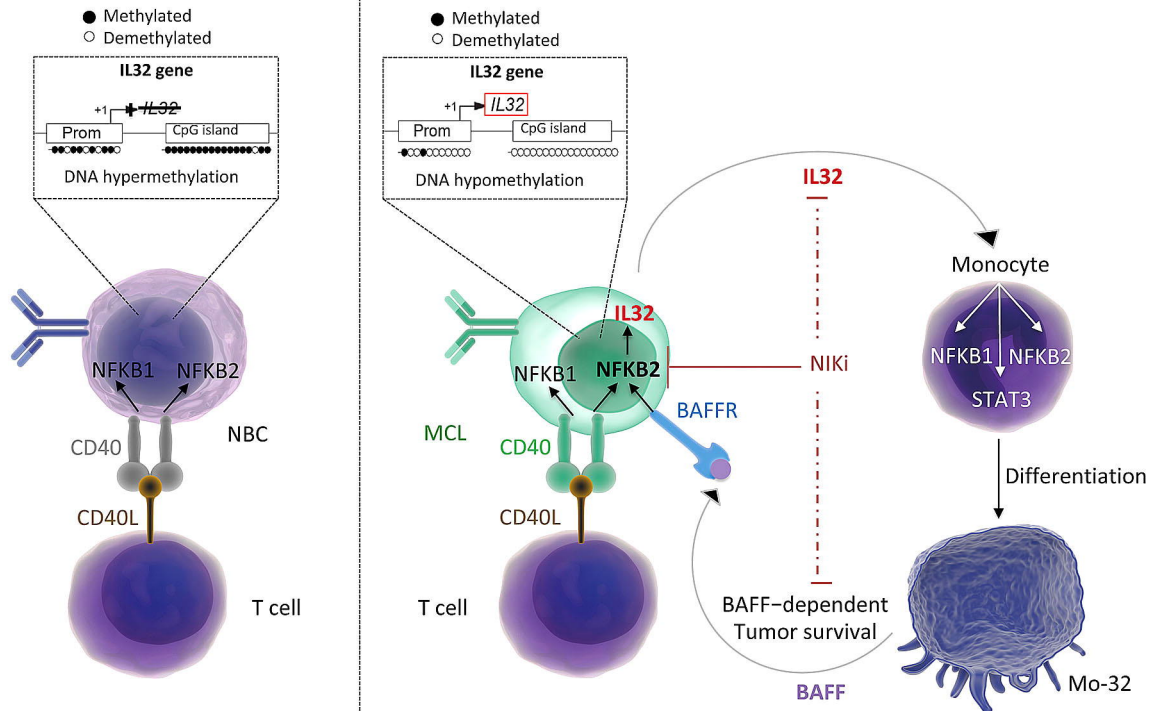 Methylated
Demethylated
IL32 gene
+1
IL32
Prom
CpG island
DNA hypermethylation
NFKB1
NFKB2
NBC
CD40
CD40L
T cell
Methylated
Demethylated
IL32 gene
+1
IL32
Prom
CpG island
DNA hypomethylation
IL32
NFKB1
NFKB2
MCL
CD40
BAFFR
CD40L
T cell
IL32
NIKi
BAFF-dependent
Tumor survival
BAFF
Monocyte
NFKB1
NFKB2
STAT3
Differentiation
Mo-32